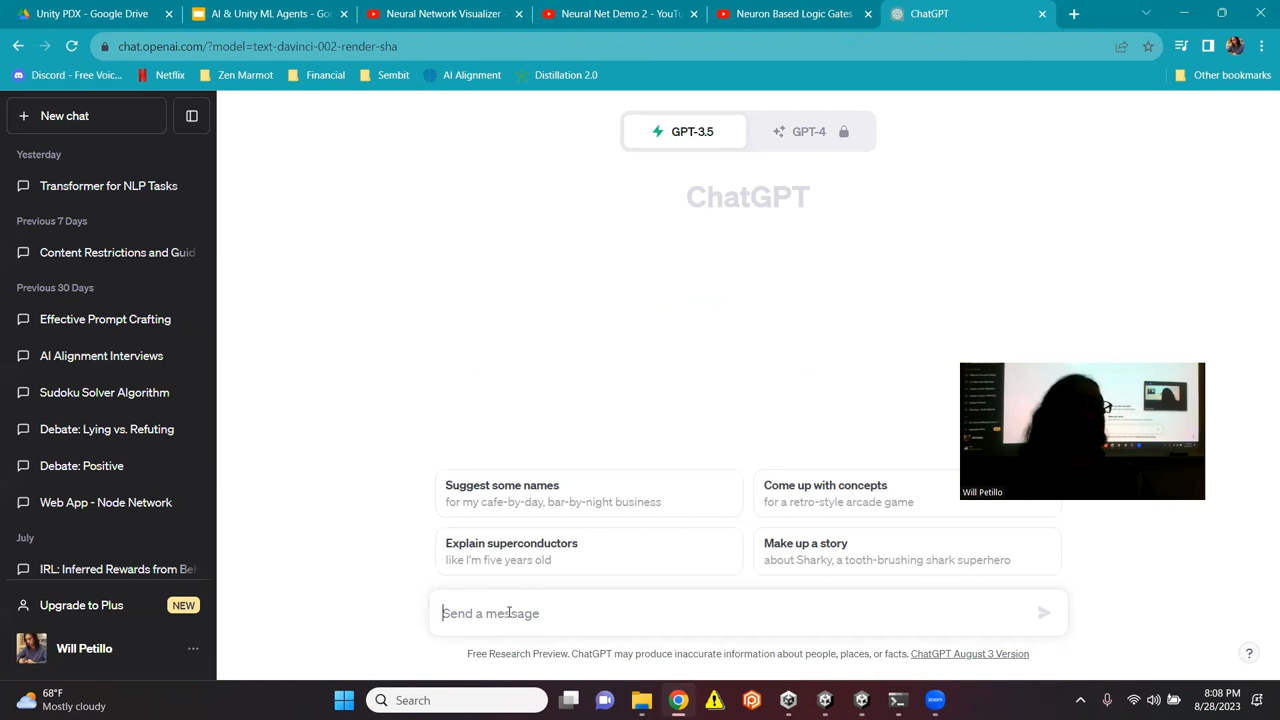 Unity PDX - Google Drive
AI & Unity ML Agents - Go
Neural Network Visualizer -
Neural Net Demo 2 - YouTu
Neuron Based Logic Gates
ChatGPT
chat.openai.com/?model=text-davinci-002-render-sha
Discord - Free Voic...
Netflix
Zen Marmot
Financial
Sembit
AI Alignment
Distillation 2.0
Other bookmarks
New chat
Yesterday
Transformer for NLP Tasks
Previous 7 Days
Content Restrictions and Guid
Previous 30 Days
Effective Prompt Crafting
AI Alignment Interviews
Sudoku Solver Algorithm
Debate: Lying vs. Refuting
Debate: Positive
Web App - Node Network
July
IRL: Inferred Rewards from Beh
Upgrade to Plus
NEW
Will Petillo
...
GPT-3.5
GPT-4
ChatGPT
Suggest some names
for my cafe-by-day, bar-by-night business
Come up with concepts
for a retro-style arcade game
Explain superconductors
like I'm five years old
Make up a story
about Sharky, a tooth-brushing shark superhero
Will Petillo
Send a message
Free Research Preview. ChatGPT may produce inaccurate information about people, places, or facts. ChatGPT August 3 Version
?
68°F
Mostly cloudy
Search
zoom
8:08 PM
8/28/2023